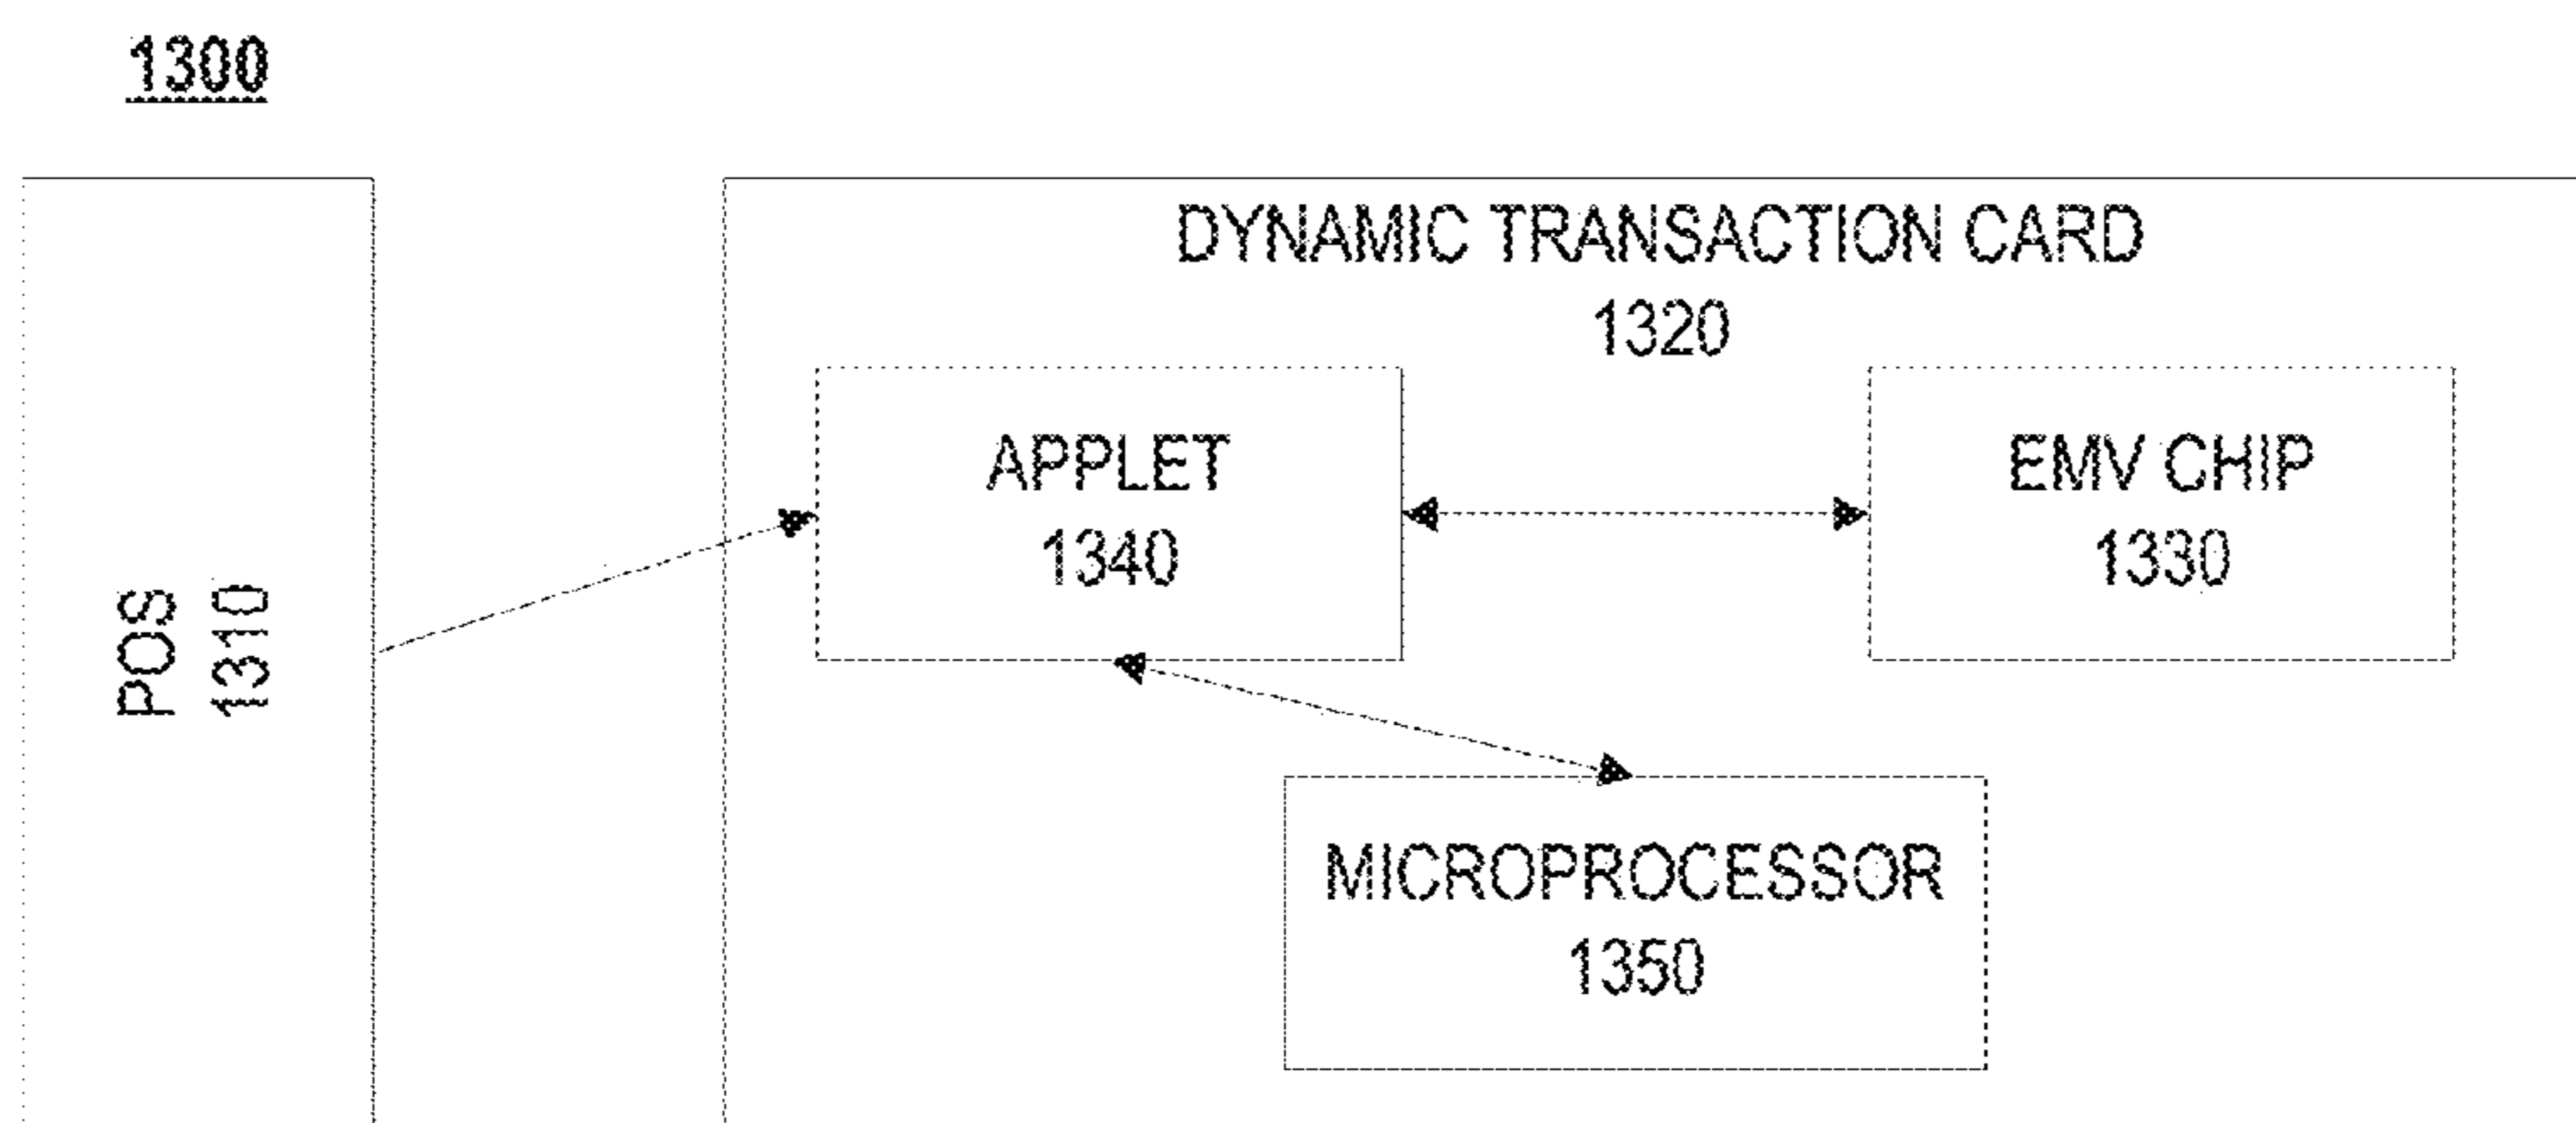 1300
DYNAMIC TRANSACTION CARD
1320
APPLET
1340
EMV CHIP
1330
POS
1310
MICROPROCESSOR
1350